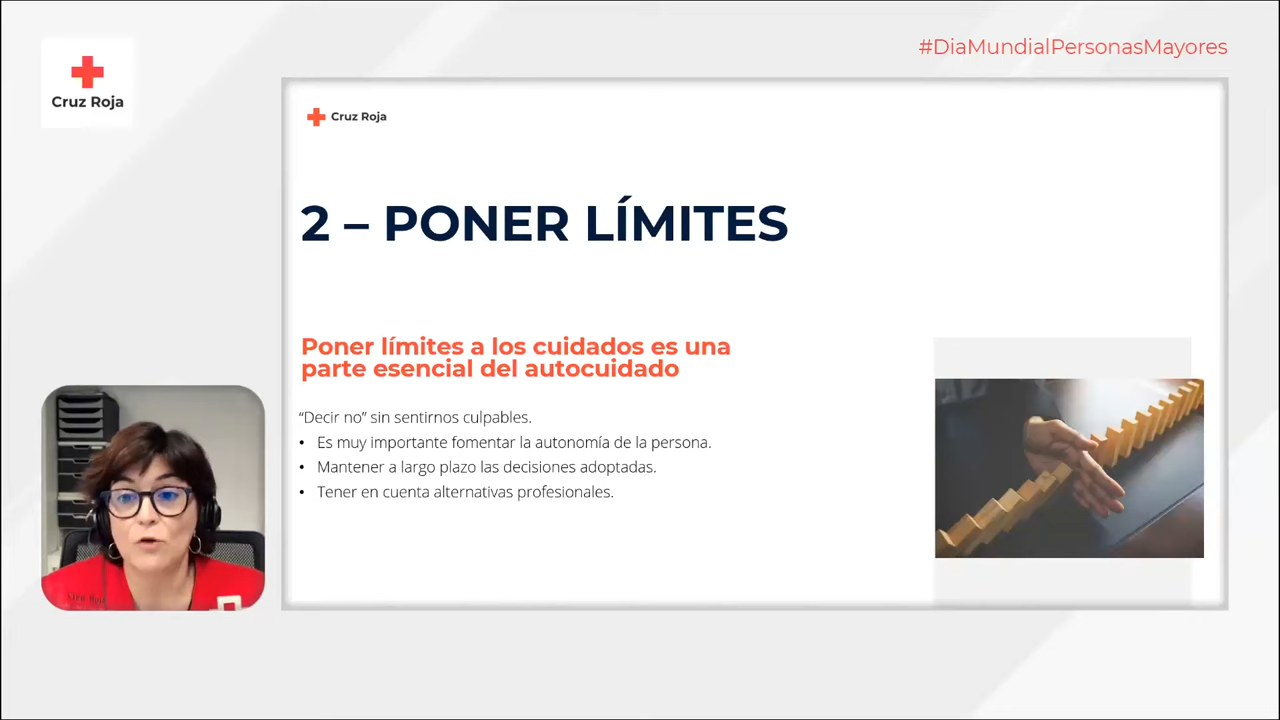 #DiaMundialPersonasMayores
Cruz Roja
Cruz Roja
2 – PONER LÍMITES
Poner límites a los cuidados es una
parte esencial del autocuidado
“Decir no” sin sentirnos culpables.
• Es muy importante fomentar la autonomía de la persona.
• Mantener a largo plazo las decisiones adoptadas.
• Tener en cuenta alternativas profesionales.
Cruz Roja